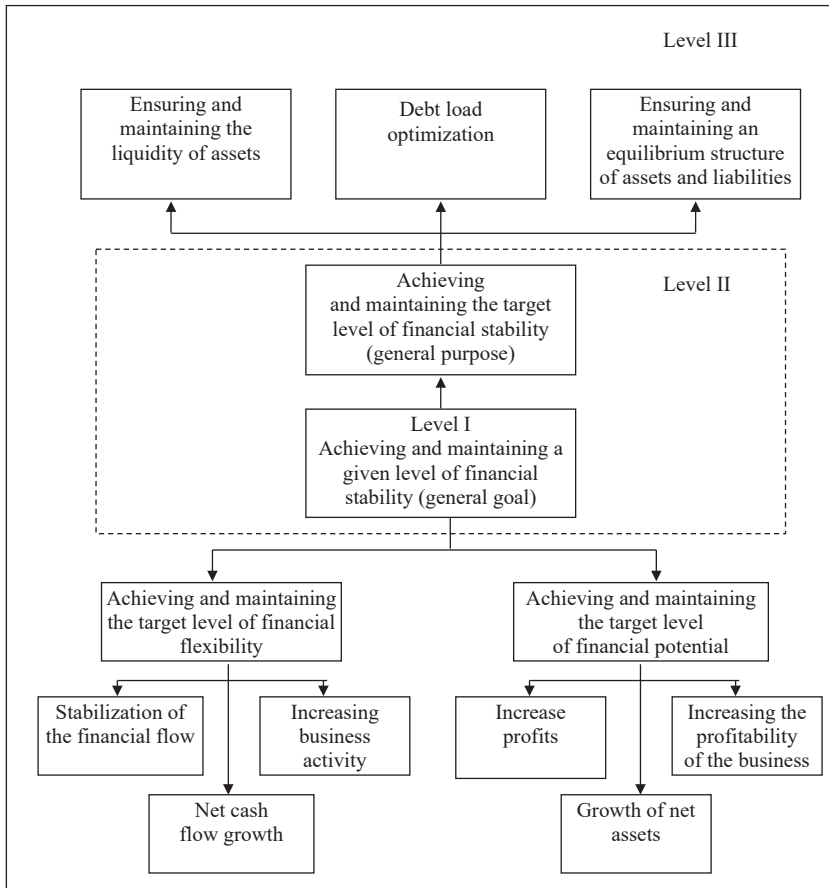 Level III
Ensuring and
maintaining the
liquidity of assets
Debt load
optimization
Ensuring and
maintaining an
equilibrium structure
of assets and liabilities
Level II
Achieving
and maintaining the target
level of financial stability
(general purpose)
Level I
Achieving and maintaining a
given level of financial
stability (general goal)
Achieving and maintaining
the target level of financial
flexibility
Achieving and maintaining
the target level
of financial potential
Stabilization of
the financial flow
Increasing
business
activity
Increase
profits
Increasing the
profitability
of the business
Net cash
flow growth
Growth of net
assets